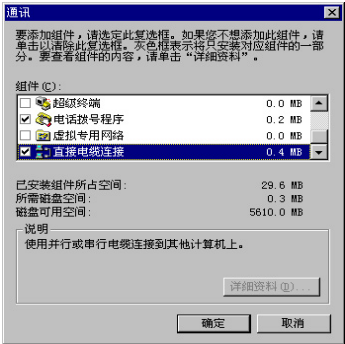 通讯
要添加组件，请选定此复选框。如果您不想添加此组件，请
单击以清除此复选框。灰色框表示将只安装对应组件的一部
分。要查看组件的内容，请单击“详细资料”。
组件(C):
超级终端 0.0 MB
电话拨号程序 0.2 MB
虚拟专用网络 0.0 MB
直接电缆连接 0.4 MB
已安装组件所占空间: 29.6 MB
所需磁盘空间: 0.3 MB
磁盘可用空间: 5610.0 MB
说明
使用并行或串行电缆连接到其他计算机上。
详细资料(D)...
确定 取消